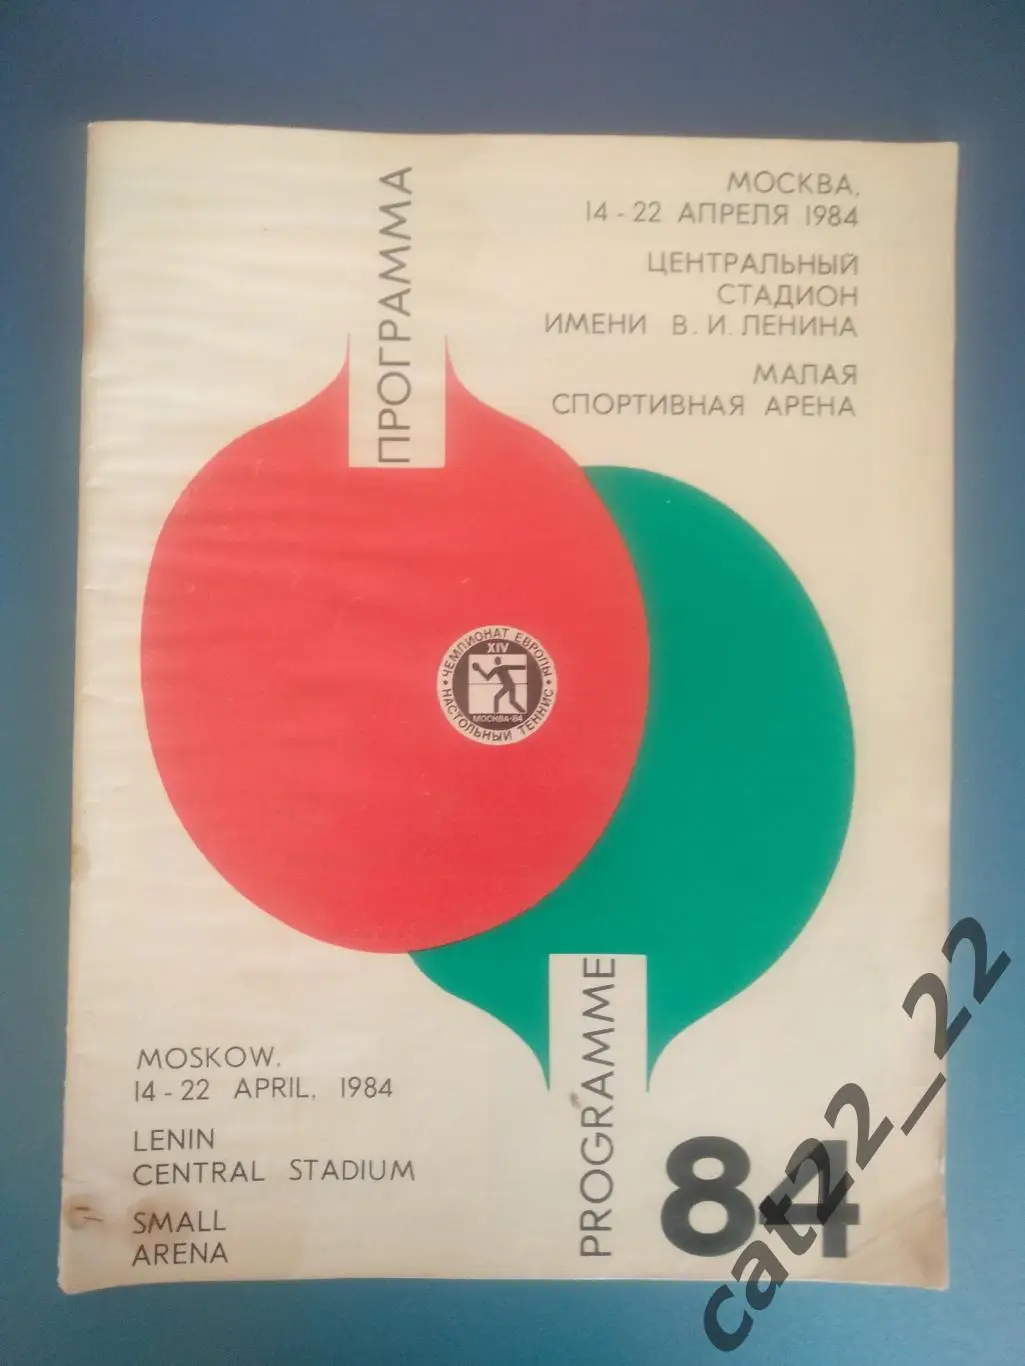 ПРОГРАММА
МОСКВА,
14-22 АПРЕЛЯ 1984
ЦЕНТРАЛЬНЫЙ
СТАДИОН
ИМЕНИ В.И.ЛЕНИНА
МАЛАЯ
СПОРТИВНАЯ АРЕНА
ЧЕМПИОНАТ ЕВРОПЫ
XIV
МОСКВА-84
НАСТОЛЬНЫЙ ТЕННИС
MOSKOW,
14-22 APRIL, 1984
LENIN
CENTRAL STADIUM
SMALL
ARENA
PROGRAMME
84
cat22_22